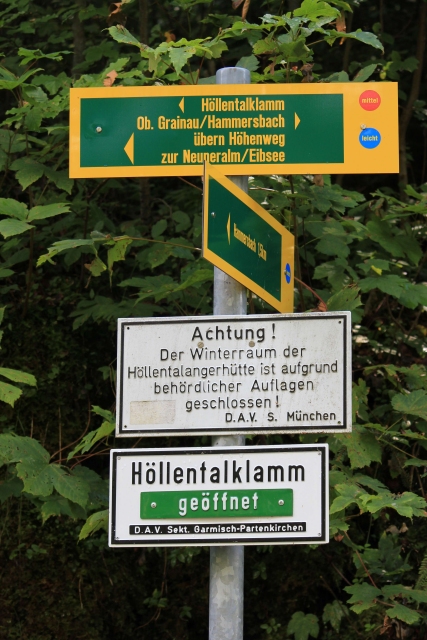 Höllentalklamm
Ob. Grainau/Hammersbach
übern Höhenweg
zur Neuneralm/Eibsee
mittel
leicht
Hammersbach
Achtung!
Der Winterraum der
Höllentalangerhütte ist aufgrund
behördlicher Auflagen
geschlossen!
D.A.V. S. München
Höllentalklamm
geöffnet
D.A.V. Sekt. Garmisch-Partenkirchen